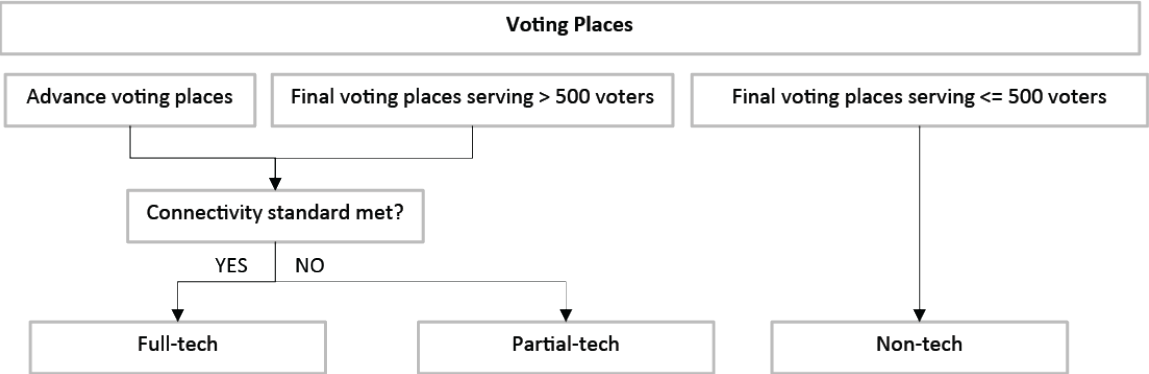 Voting Places
Advance voting places
Final voting places serving > 500 voters
Final voting places serving <= 500 voters
Connectivity standard met?
YES
NO
Full-tech
Partial-tech
Non-tech